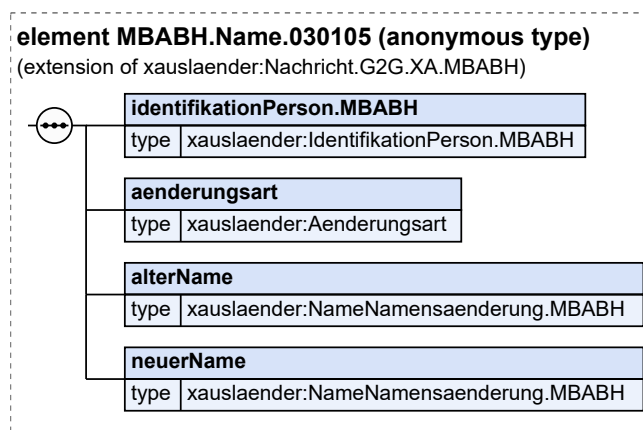 element MBABH.Name.030105 (anonymous type)
(extension of xauslaender:Nachricht.G2G.XA.MBABH)
identifikationPerson.MBABH
type xauslaender:IdentifikationPerson.MBABH
aenderungsart
type xauslaender:Aenderungsart
alterName
type xauslaender:NameNamensaenderung.MBABH
neuerName
type xauslaender:NameNamensaenderung.MBABH